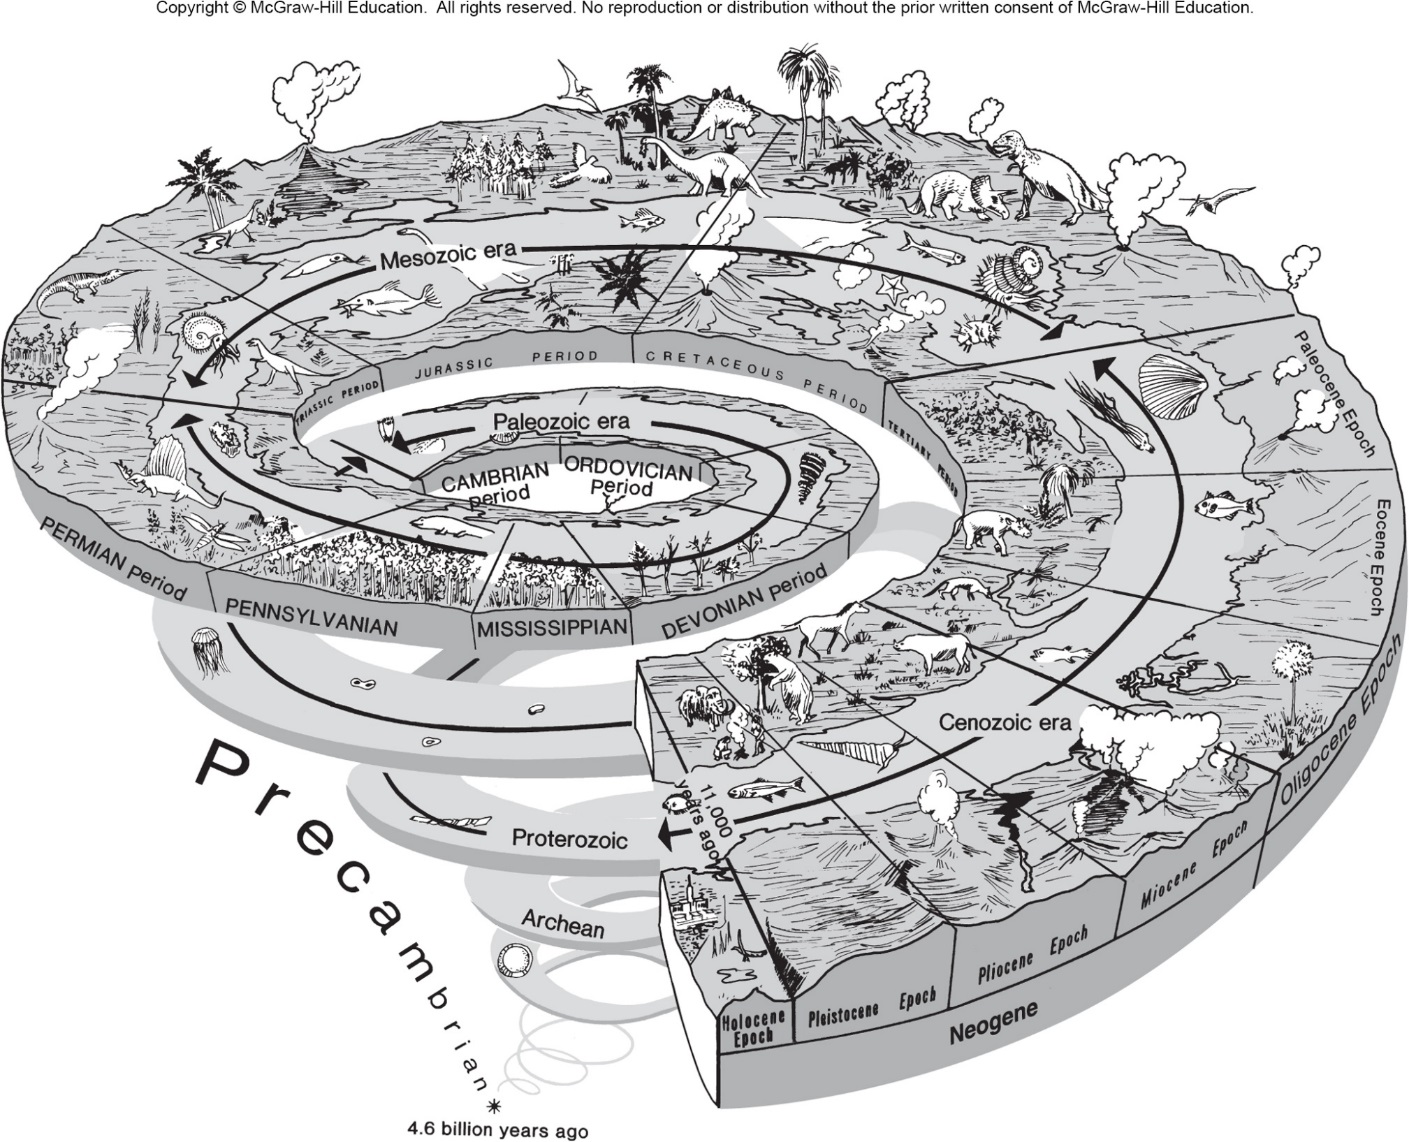 Copyright © McGraw-Hill Education. All rights reserved. No reproduction or distribution without the prior written consent of McGraw-Hill Education.
Mesozoic era
JURASSIC PERIOD
CRETACEOUS PERIOD
TRIASSIC PERIOD
TERTIARY PERIOD
Paleocene Epoch
Paleozoic era
CAMBRIAN
period
ORDOVICIAN
Period
Eocene Epoch
PERMIAN period
PENNSYLVANIAN
MISSISSIPPIAN
DEVONIAN period
Oligocene Epoch
Cenozoic era
11,000
years ago
Precambrian
Proterozoic
Archean
Miocene Epoch
Pliocene Epoch
Pleistocene Epoch
Holocene
Epoch
Neogene
4.6 billion years ago